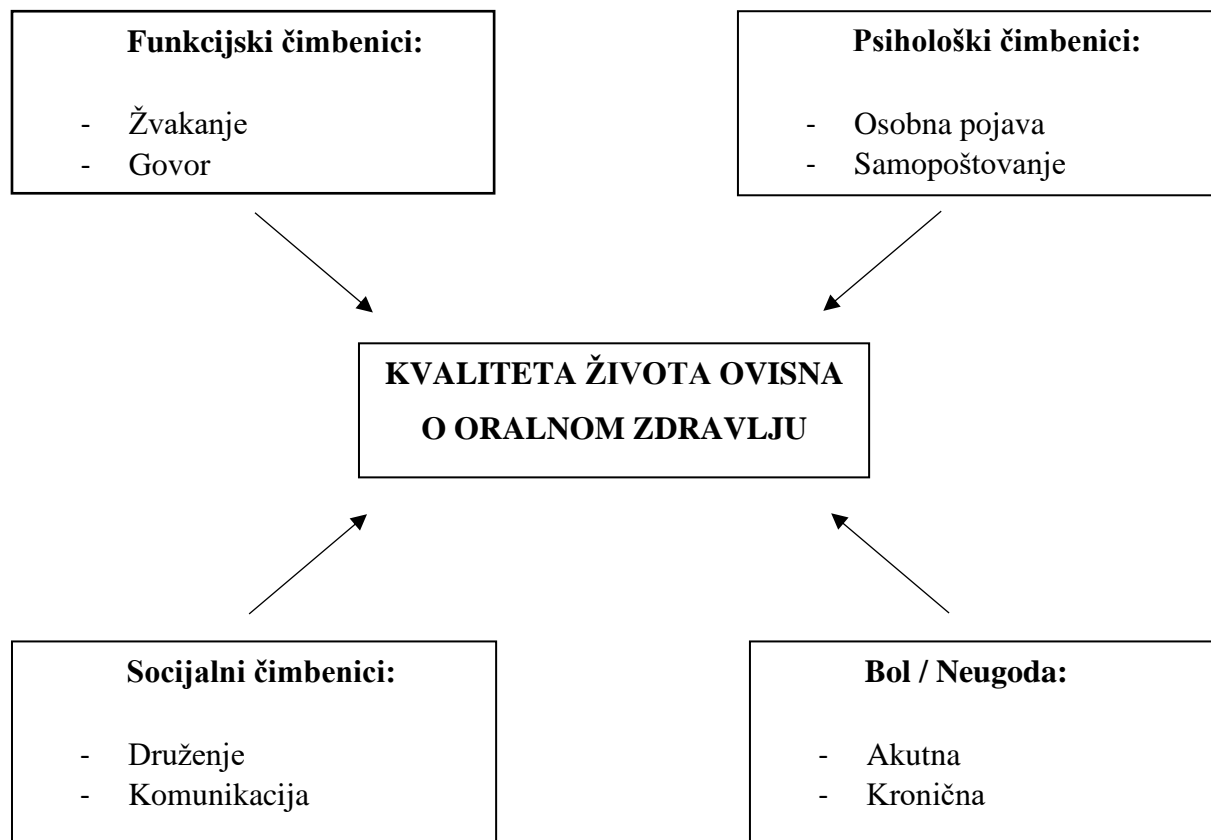 Funkcijski čimbenici:
- Žvakanje
- Govor
Psihološki čimbenici:
- Osobna pojava
- Samopoštovanje
KVALITETA ŽIVOTA OVISNA
O ORALNOM ZDRAVLJU
Socijalni čimbenici:
- Druženje
- Komunikacija
Bol / Neugoda:
- Akutna
- Kronična